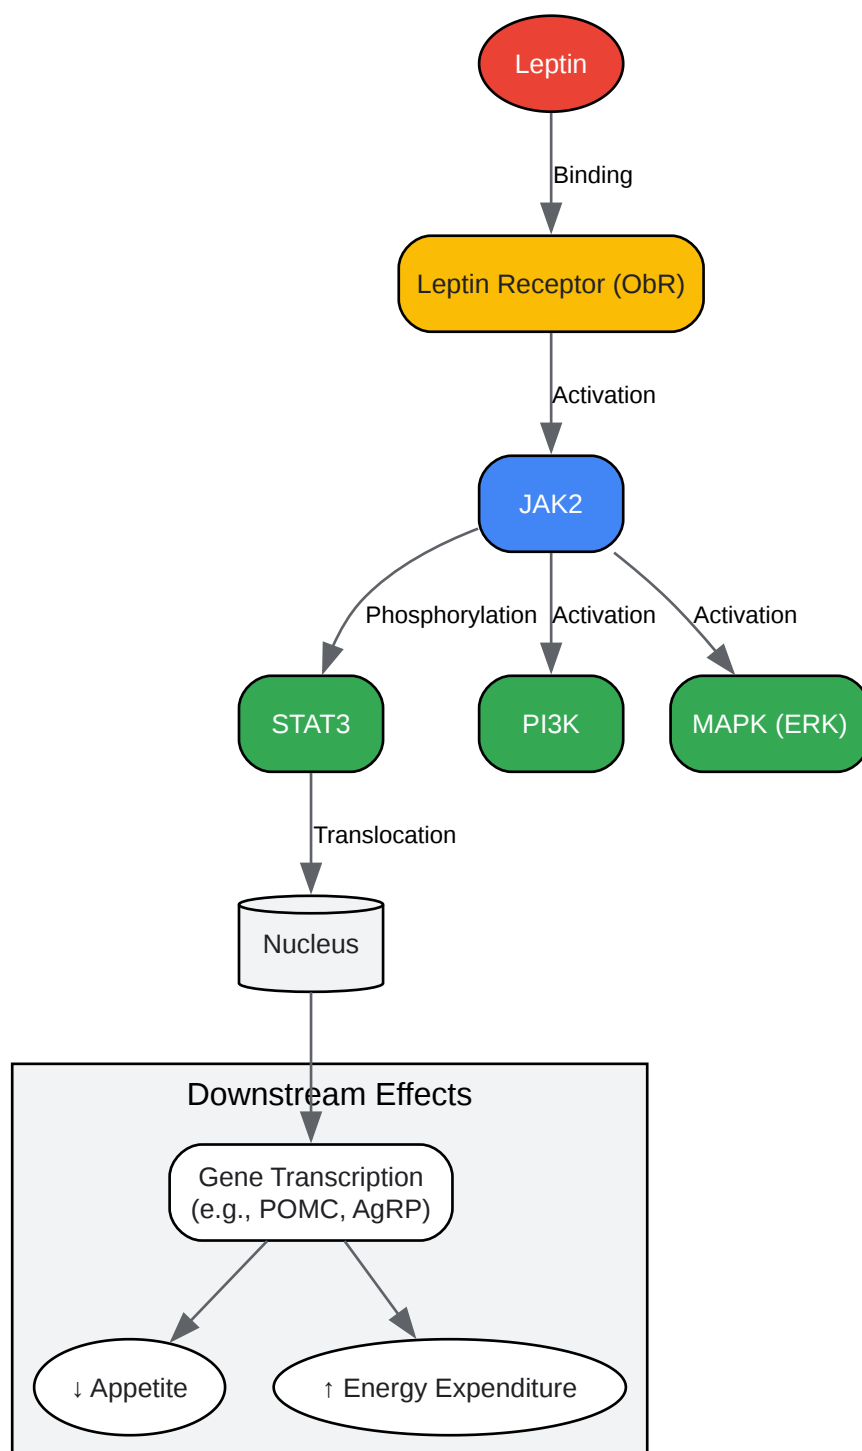 Leptin
Binding
Leptin Receptor (ObR)
Activation
JAK2
Phosphorylation
Activation
Activation
STAT3
PI3K
MAPK (ERK)
Translocation
Nucleus
Downstream Effects
Gene Transcription
(e.g., POMC, AgRP)
↓ Appetite
↑ Energy Expenditure